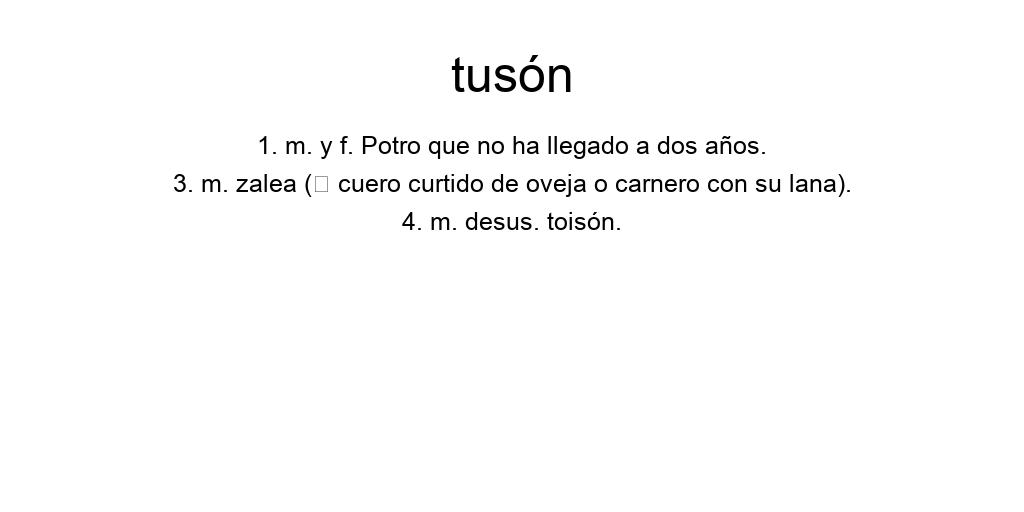 tusón
1. m. y f. Potro que no ha llegado a dos años.
3. m. zalea (▯ cuero curtido de oveja o carnero con su lana).
4. m. desus. toisón.